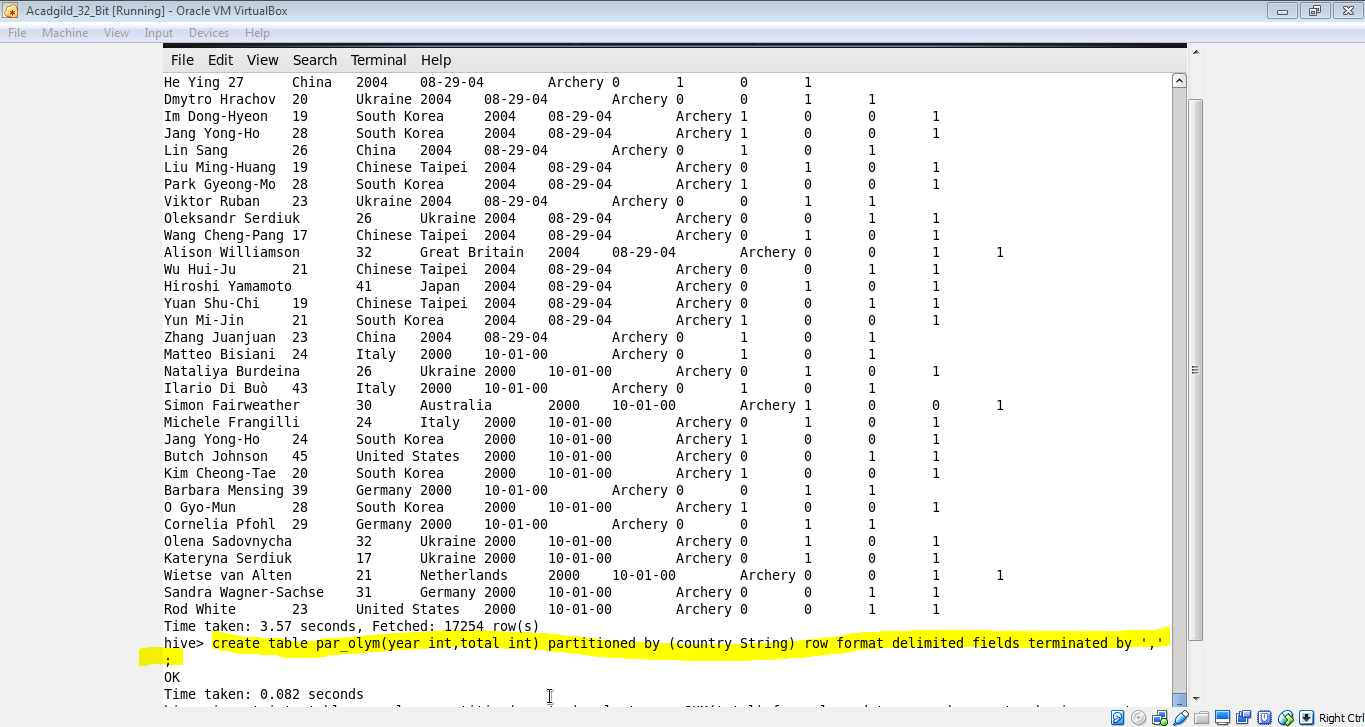 Acadgild_32_Bit [Running] - Oracle VM VirtualBox
File Machine View Input Devices Help
File Edit View Search Terminal Help
He Ying 27 China 2004 08-29-04 Archery 0 1 0 1
Dmytro Hrachov 20 Ukraine 2004 08-29-04 Archery 0 0 1 1
Im Dong-Hyeon 19 South Korea 2004 08-29-04 Archery 1 0 0 1
Jang Yong-Ho 28 South Korea 2004 08-29-04 Archery 1 0 0 1
Lin Sang 26 China 2004 08-29-04 Archery 0 1 0 1
Liu Ming-Huang 19 Chinese Taipei 2004 08-29-04 Archery 0 1 0 1
Park Gyeong-Mo 28 South Korea 2004 08-29-04 Archery 1 0 0 1
Viktor Ruban 23 Ukraine 2004 08-29-04 Archery 0 0 1 1
Oleksandr Serdiuk 26 Ukraine 2004 08-29-04 Archery 0 0 1 1
Wang Cheng-Pang 17 Chinese Taipei 2004 08-29-04 Archery 0 1 0 1
Alison Williamson 32 Great Britain 2004 08-29-04 Archery 0 0 1 1
Wu Hui-Ju 21 Chinese Taipei 2004 08-29-04 Archery 0 0 1 1
Hiroshi Yamamoto 41 Japan 2004 08-29-04 Archery 0 1 0 1
Yuan Shu-Chi 19 Chinese Taipei 2004 08-29-04 Archery 0 0 1 1
Yun Mi-Jin 21 South Korea 2004 08-29-04 Archery 1 0 0 1
Zhang Juanjuan 23 China 2004 08-29-04 Archery 0 1 0 1
Matteo Bisiani 24 Italy 2000 10-01-00 Archery 0 1 0 1
Nataliya Burdeina 26 Ukraine 2000 10-01-00 Archery 0 1 0 1
Ilario Di Buò 43 Italy 2000 10-01-00 Archery 0 1 0 1
Simon Fairweather 30 Australia 2000 10-01-00 Archery 1 0 0 1
Michele Frangilli 24 Italy 2000 10-01-00 Archery 0 1 0 1
Jang Yong-Ho 24 South Korea 2000 10-01-00 Archery 1 0 0 1
Butch Johnson 45 United States 2000 10-01-00 Archery 0 0 1 1
Kim Cheong-Tae 20 South Korea 2000 10-01-00 Archery 1 0 0 1
Barbara Mensing 39 Germany 2000 10-01-00 Archery 0 0 1 1
O Gyo-Mun 28 South Korea 2000 10-01-00 Archery 1 0 0 1
Cornelia Pfohl 29 Germany 2000 10-01-00 Archery 0 0 1 1
Olena Sadovnycha 32 Ukraine 2000 10-01-00 Archery 0 1 0 1
Kateryna Serdiuk 17 Ukraine 2000 10-01-00 Archery 0 1 0 1
Wietse van Alten 21 Netherlands 2000 10-01-00 Archery 0 0 1 1
Sandra Wagner-Sachse 31 Germany 2000 10-01-00 Archery 0 0 1 1
Rod White 23 United States 2000 10-01-00 Archery 0 0 1 1
Time taken: 3.57 seconds, Fetched: 17254 row(s)
hive> create table par_olym(year int,total int) partitioned by (country String) row format delimited fields terminated by ','
;
OK
Time taken: 0.082 seconds
Right Ctrl